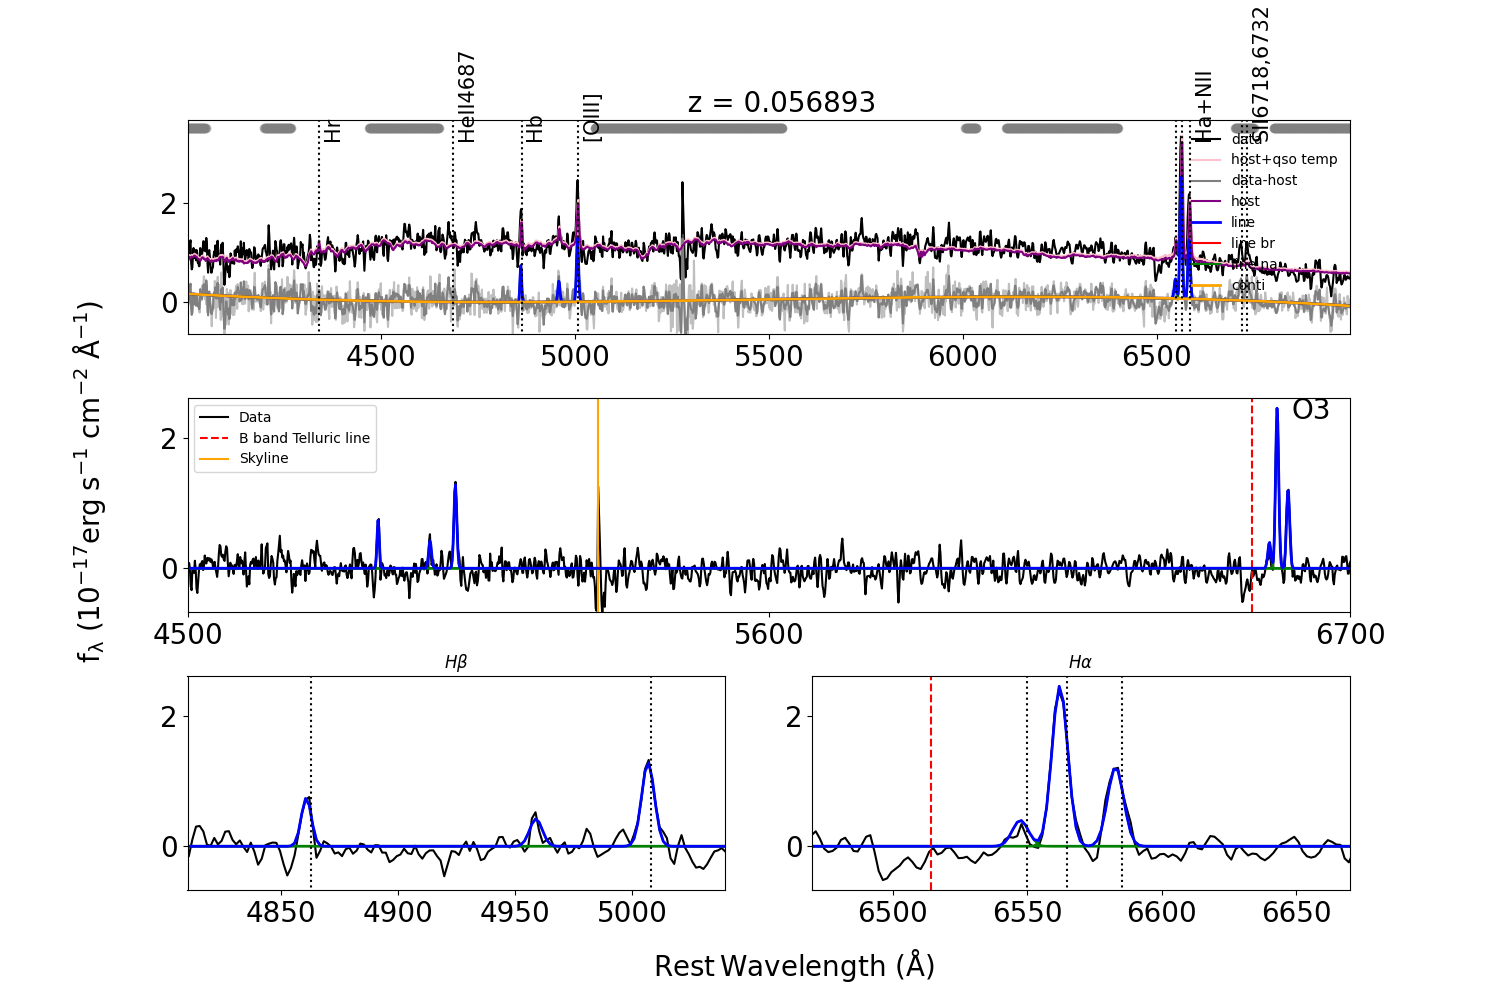 z = 0.056893
Hr
HeII4687
Hb
[OIII]
Ha+NII
SII6718,6732
data
host+qso temp
data-host
host
line
line br
line na
conti
2
0
4500
5000
5500
6000
6500
f_λ (10^−17 erg s^−1 cm^−2 Å^−1)
Data
B band Telluric line
Skyline
O3
2
0
4500
5600
6700
Hβ
2
0
4850
4900
4950
5000
Hα
2
0
6500
6550
6600
6650
Rest Wavelength (Å)